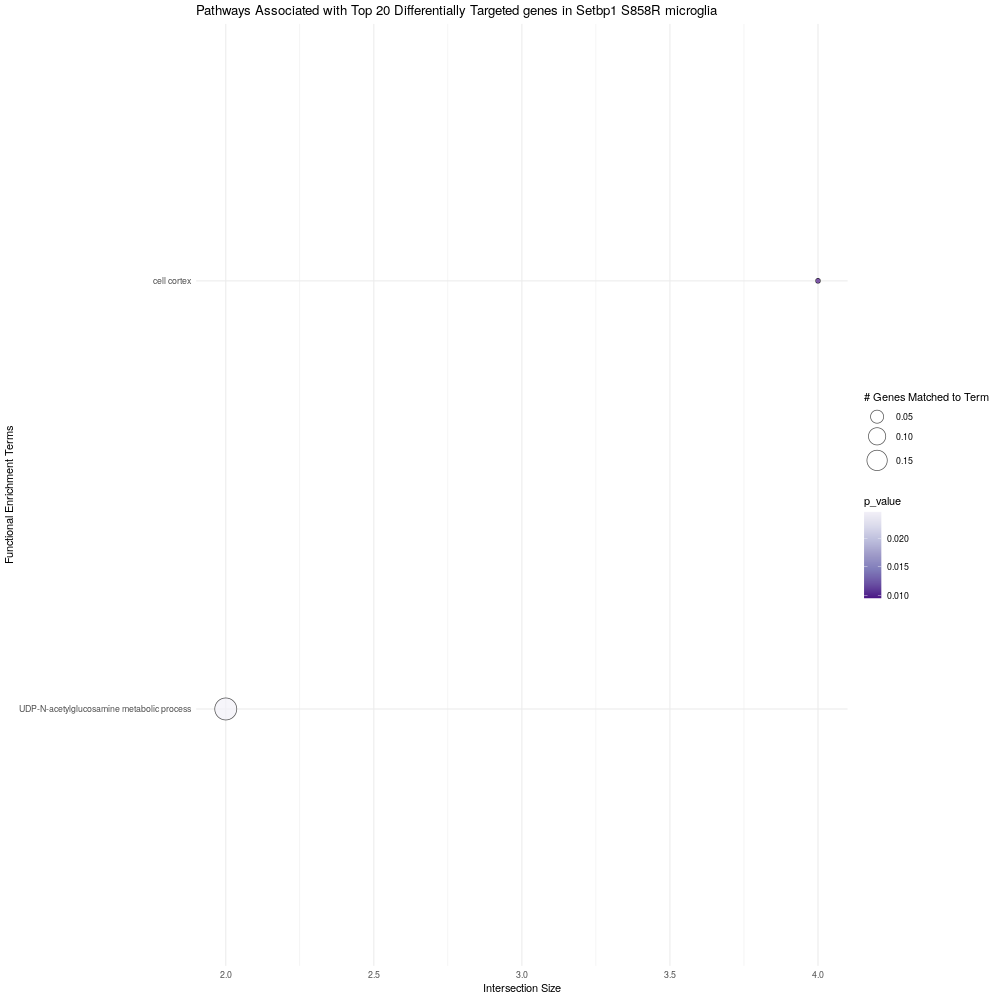 Pathways Associated with Top 20 Differentially Targeted genes in Setbp1 S858R microglia
Functional Enrichment Terms
cell cortex
UDP-N-acetylglucosamine metabolic process
2.0
2.5
3.0
3.5
4.0
Intersection Size
# Genes Matched to Term
0.05
0.10
0.15
p_value
0.020
0.015
0.010